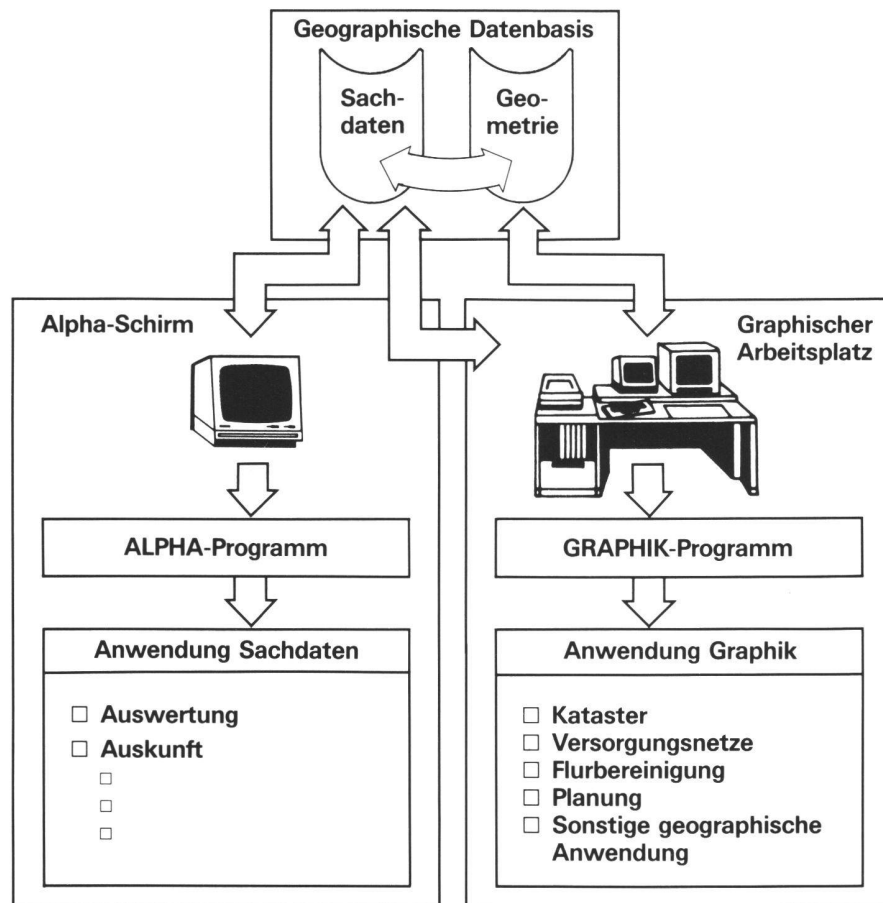 Geographische Datenbasis
Sach-
daten
Geo-
metrie
Alpha-Schirm
Graphischer
Arbeitsplatz
ALPHA-Programm
GRAPHIK-Programm
Anwendung Sachdaten
□ Auswertung
□ Auskunft
□
□
□
Anwendung Graphik
□ Kataster
□ Versorgungsnetze
□ Flurbereinigung
□ Planung
□ Sonstige geographische
Anwendung